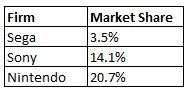 Firm Market Share
Sega 3.5%
Sony 14.1%
Nintendo 20.7%